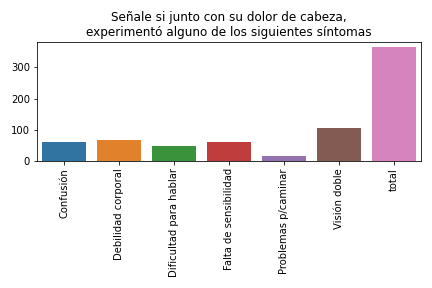 Señale si junto con su dolor de cabeza,
experimentó alguno de los siguientes síntomas
300
200
100
0
Confusión
Debilidad corporal
Dificultad para hablar
Falta de sensibilidad
Problemas p/caminar
Visión doble
total